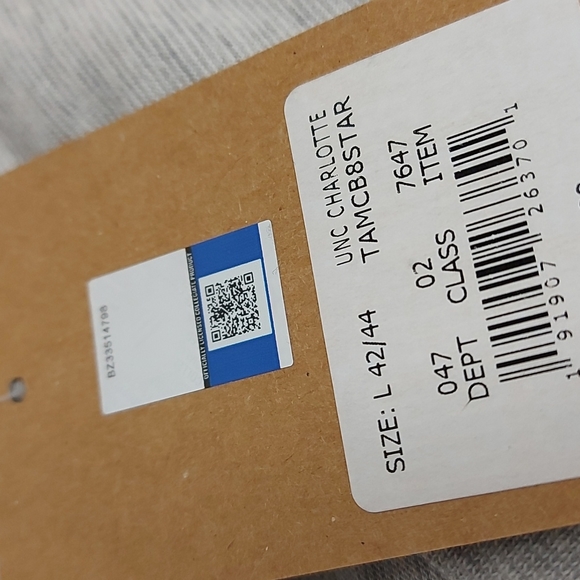 BZ33514798
OFFICIALLY LICENSED COLLEGIATE PRODUCT
UNC CHARLOTTE
TAMCB8STAR
SIZE: L 42/44
047 02 7647
DEPT CLASS ITEM
1 91907 26370 1